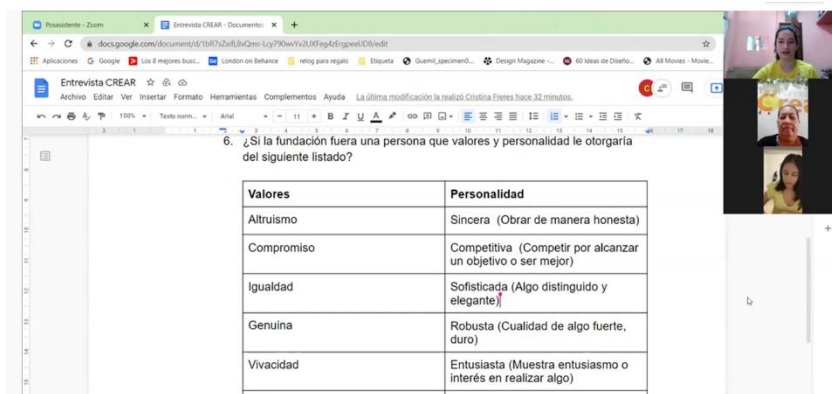 Posasistente - Zoom
Entrevista CREAR - Documentos
docs.google.com/document/d/1bR7sZeifL8vQms-Lcy790wvYv2UXFeg4zErgpeeUD8/edit
Aplicaciones Google Los 8 mejores busc... London on Behance relog para regalo Etiqueta Guemil_specimen0... Design Magazine -... 60 Ideas de Diseño... All Movies - Movie...
Entrevista CREAR
Archivo Editar Ver Insertar Formato Herramientas Complementos Ayuda La última modificación la realizó Cristina Freres hace 32 minutos.
150% Texto norm... Arial 11
6. ¿Si la fundación fuera una persona que valores y personalidad le otorgaría
del siguiente listado?
Valores Personalidad
Altruismo Sincera (Obrar de manera honesta)
Compromiso Competitiva (Competir por alcanzar
un objetivo o ser mejor)
Igualdad Sofisticada (Algo distinguido y
elegante)
Genuina Robusta (Cualidad de algo fuerte,
duro)
Vivacidad Entusiasta (Muestra entusiasmo o
interés en realizar algo)